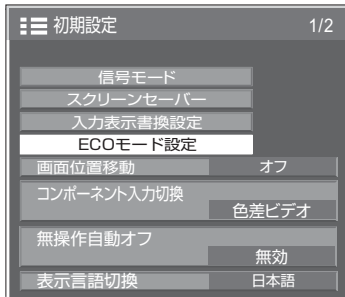 初期設定 1/2
信号モード
スクリーンセーバー
入力表示書換設定
ECOモード設定
画面位置移動 オフ
コンポーネント入力切換
色差ビデオ
無操作自動オフ
無効
表示言語切換 日本語